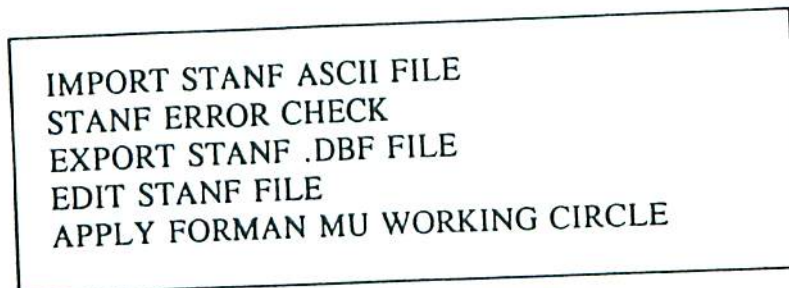 IMPORT STANF ASCII FILE
STANF ERROR CHECK
EXPORT STANF .DBF FILE
EDIT STANF FILE
APPLY FORMAN MU WORKING CIRCLE